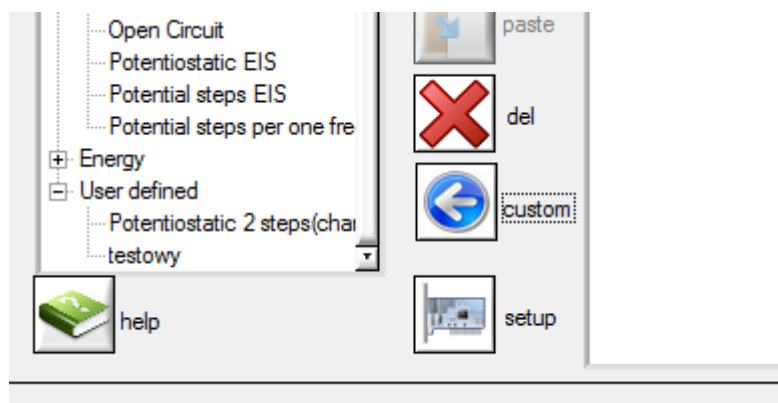 Open Circuit
Potentiostatic EIS
Potential steps EIS
Potential steps per one fre
Energy
User defined
Potentiostatic 2 steps(char
testowy
help
paste
del
custom
setup